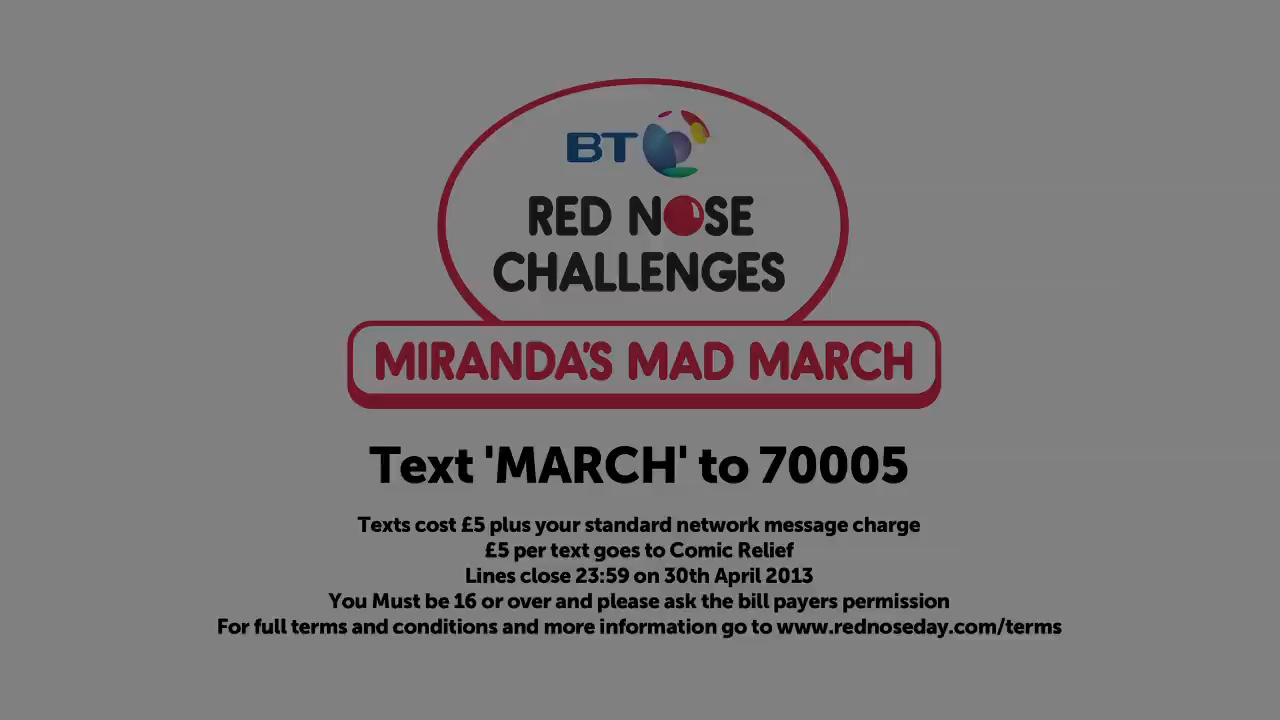 BT
RED NOSE
CHALLENGES
MIRANDA'S MAD MARCH
Text 'MARCH' to 70005
Texts cost £5 plus your standard network message charge
£5 per text goes to Comic Relief
Lines close 23:59 on 30th April 2013
You Must be 16 or over and please ask the bill payers permission
For full terms and conditions and more information go to www.rednoseday.com/terms